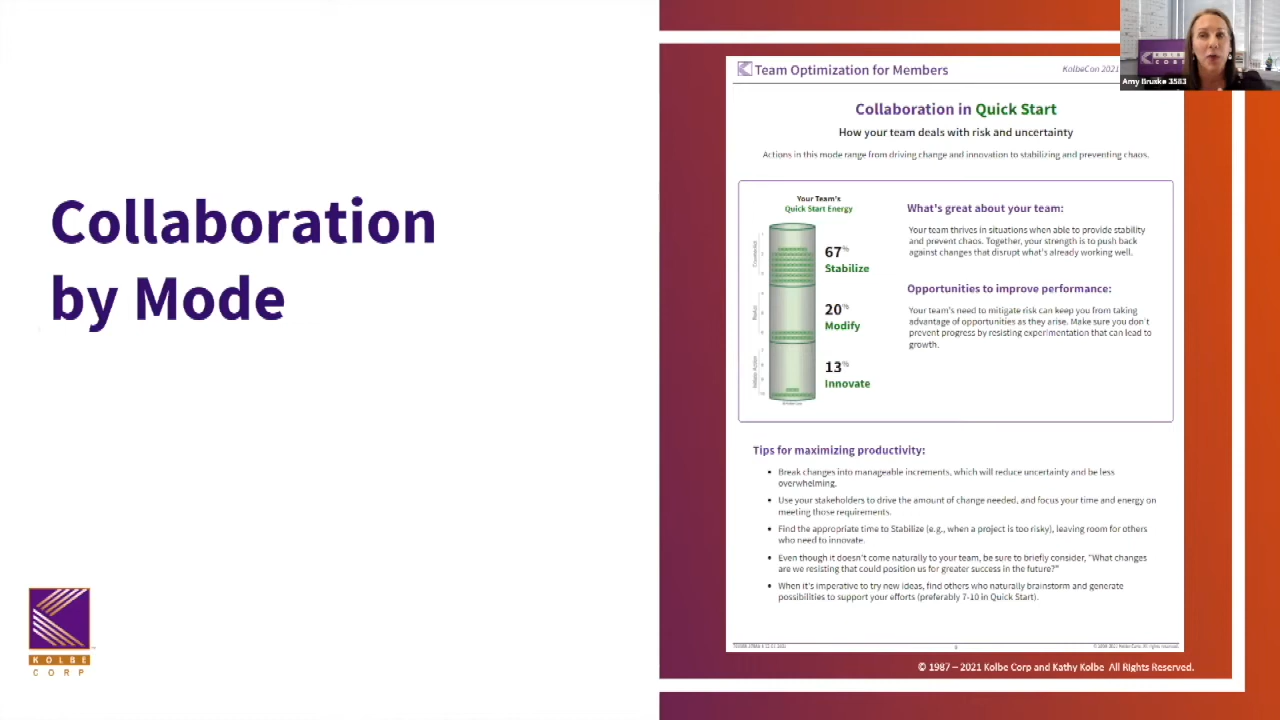 Collaboration
by Mode
KOLBE
CORP
Team Optimization for Members
KolbeCon 2021
Collaboration in Quick Start
How your team deals with risk and uncertainty
Actions in this mode range from driving change and innovation to stabilizing and preventing chaos.
Your Team's
Quick Start Energy
67%
Stabilize
20%
Modify
13%
Innovate
What's great about your team:
Your team thrives in situations when able to provide stability
and prevent chaos. Together, your strength is to push back
against changes that disrupt what's already working well.
Opportunities to improve performance:
Your team's need to mitigate risk can keep you from taking
advantage of opportunities as they arise. Make sure you don't
prevent progress by resisting experimentation that can lead to
growth.
Tips for maximizing productivity:
• Break changes into manageable increments, which will reduce uncertainty and be less
overwhelming.
• Use your stakeholders to drive the amount of change needed, and focus your time and energy on
meeting those requirements.
• Find the appropriate time to Stabilize (e.g., when a project is too risky), leaving room for others
who need to innovate.
• Even though it doesn't come naturally to your team, be sure to briefly consider, "What changes
are we resisting that could position us for greater success in the future?"
• When it's imperative to try new ideas, find others who naturally brainstorm and generate
possibilities to support your efforts (preferably 7-10 in Quick Start).
© 1987 – 2021 Kolbe Corp and Kathy Kolbe All Rights Reserved.
KOLBE
CORP
Amy Bruske 3583